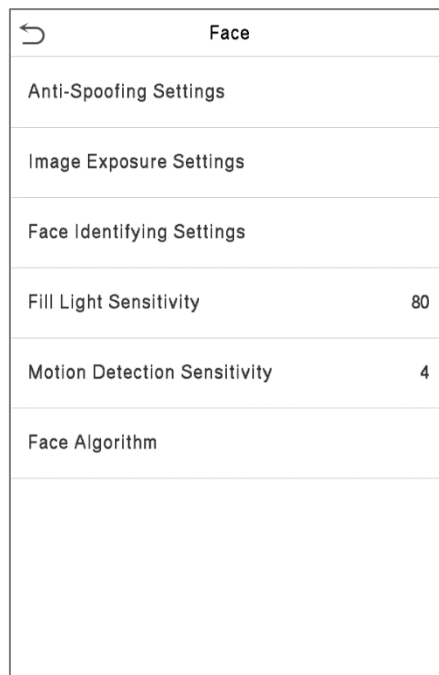 Face
Anti-Spoofing Settings
Image Exposure Settings
Face Identifying Settings
Fill Light Sensitivity 80
Motion Detection Sensitivity 4
Face Algorithm